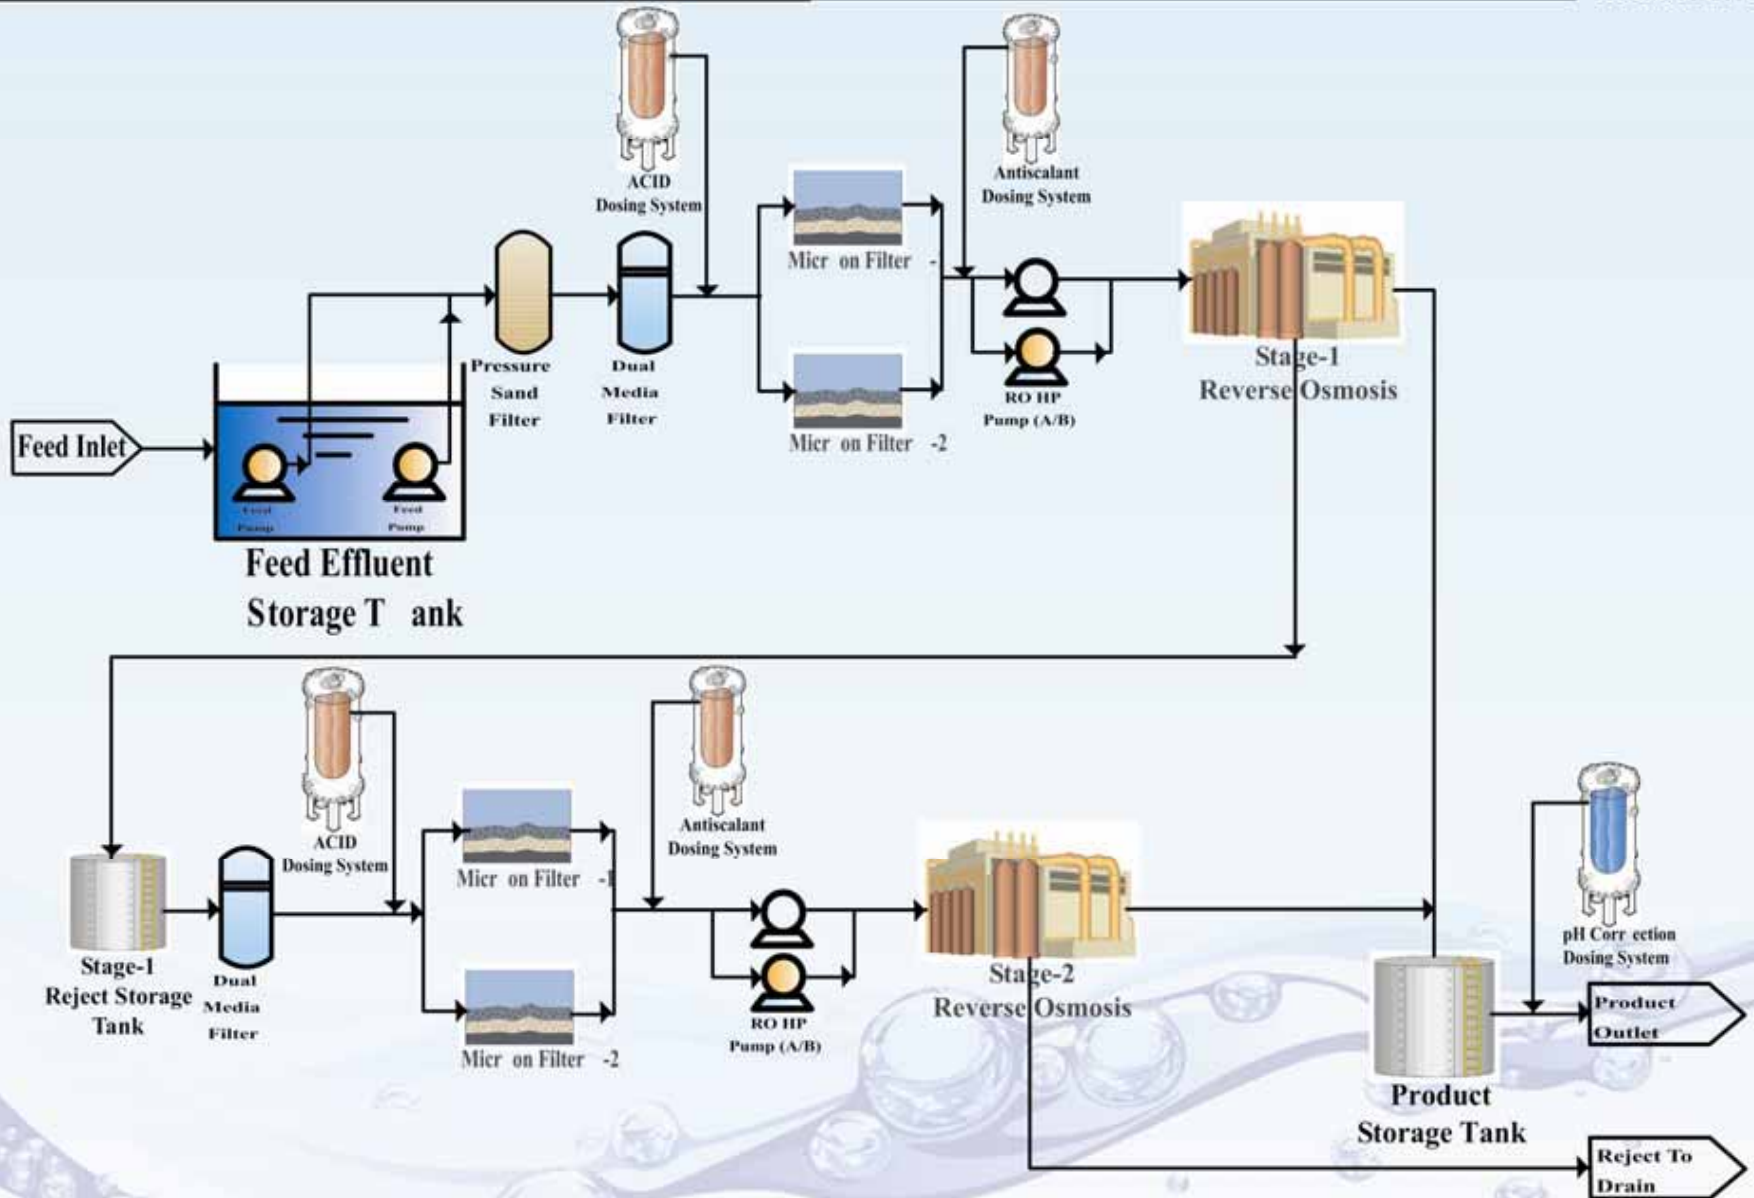 ACID
Dosing System
Antiscalant
Dosing System
Micr on Filter -
Stage-1
Reverse Osmosis
Pressure
Sand
Filter
Dual
Media
Filter
RO HP
Pump (A/B)
Micr on Filter -2
Feed Inlet
Feed
Pump
Feed
Pump
Feed Effluent
Storage T ank
ACID
Dosing System
Antiscalant
Dosing System
Micr on Filter -1
Stage-1
Reject Storage
Tank
Dual
Media
Filter
Micr on Filter -2
RO HP
Pump (A/B)
Stage-2
Reverse Osmosis
pH Corr ection
Dosing System
Product
Outlet
Product
Storage Tank
Reject To
Drain